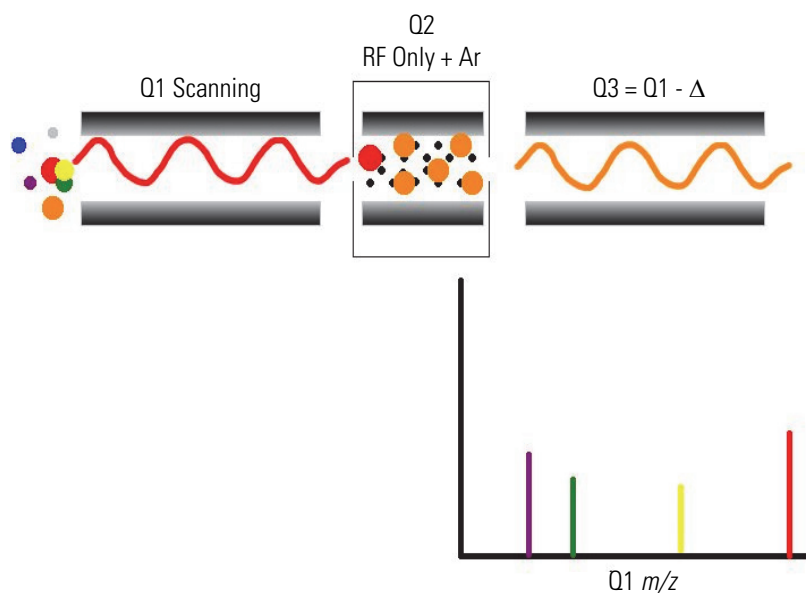 Q2
RF Only + Ar
Q1 Scanning
Q3 = Q1 - Δ
Q1 m/z